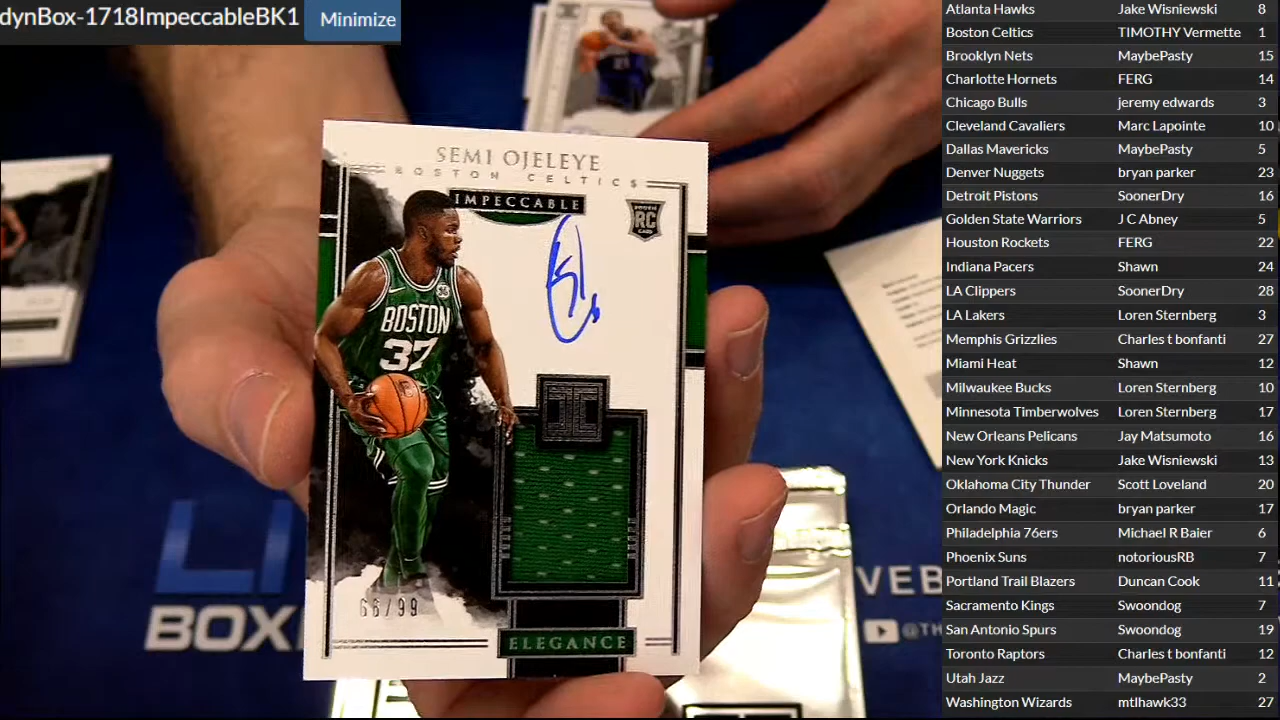 dynBox-1718ImpeccableBK1 Minimize
SEMI OJELEYE
BOSTON CELTICS
IMPECCABLE
RC
BOSTON
37
66/99
ELEGANCE
BOX
VEB
@TH
Atlanta Hawks Jake Wisniewski 8
Boston Celtics TIMOTHY Vermette 1
Brooklyn Nets MaybePasty 15
Charlotte Hornets FERG 14
Chicago Bulls jeremy edwards 3
Cleveland Cavaliers Marc Lapointe 10
Dallas Mavericks MaybePasty 5
Denver Nuggets bryan parker 23
Detroit Pistons SoonerDry 16
Golden State Warriors J C Abney 5
Houston Rockets FERG 22
Indiana Pacers Shawn 24
LA Clippers SoonerDry 28
LA Lakers Loren Sternberg 3
Memphis Grizzlies Charles t bonfanti 27
Miami Heat Shawn 12
Milwaukee Bucks Loren Sternberg 10
Minnesota Timberwolves Loren Sternberg 17
New Orleans Pelicans Jay Matsumoto 16
New York Knicks Jake Wisniewski 13
Oklahoma City Thunder Scott Loveland 20
Orlando Magic bryan parker 17
Philadelphia 76ers Michael R Baier 6
Phoenix Suns notoriousRB 7
Portland Trail Blazers Duncan Cook 11
Sacramento Kings Swoondog 7
San Antonio Spurs Swoondog 19
Toronto Raptors Charles t bonfanti 12
Utah Jazz MaybePasty 2
Washington Wizards mtlhawk33 27